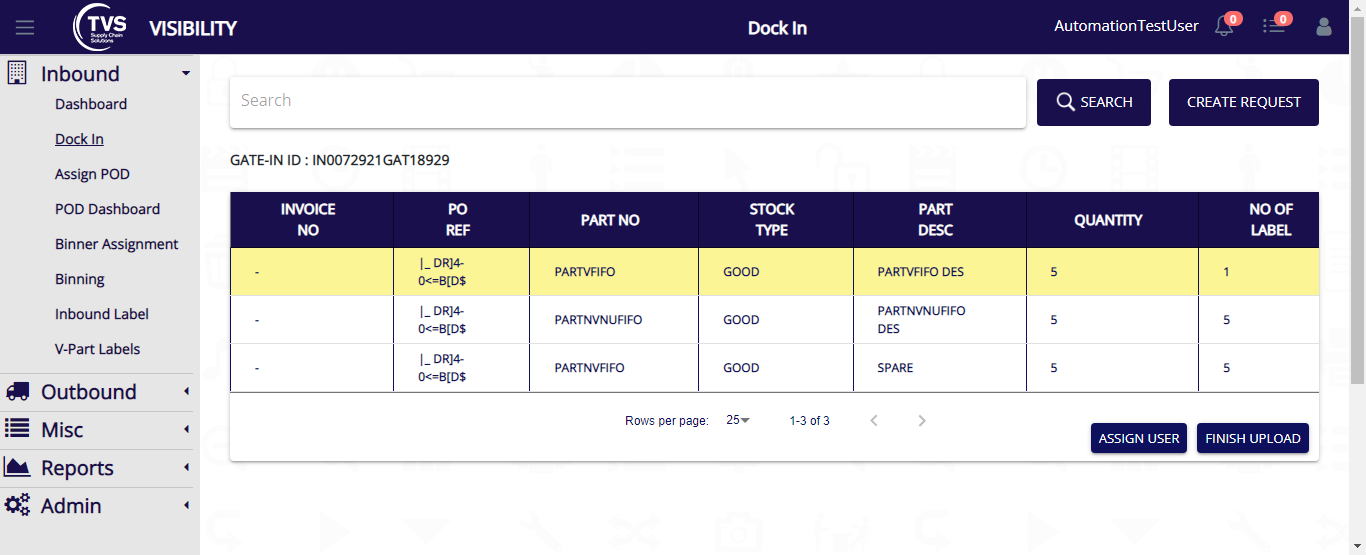 TVS
Supply Chain
Solutions
VISIBILITY
Dock In
AutomationTestUser
0
0
Inbound
Dashboard
Dock In
Assign POD
POD Dashboard
Binner Assignment
Binning
Inbound Label
V-Part Labels
Outbound
Misc
Reports
Admin
Search
SEARCH
CREATE REQUEST
GATE-IN ID : IN0072921GAT18929
INVOICE
NO
PO
REF
PART NO
STOCK
TYPE
PART
DESC
QUANTITY
NO OF
LABEL
-
|_ DR]4-
0<=B[D$
PARTVFIFO
GOOD
PARTVFIFO DES
5
1
-
|_ DR]4-
0<=B[D$
PARTNVNUFIFO
GOOD
PARTNVNUFIFO
DES
5
5
-
|_ DR]4-
0<=B[D$
PARTNVFIFO
GOOD
SPARE
5
5
Rows per page:
25
1-3 of 3
ASSIGN USER
FINISH UPLOAD